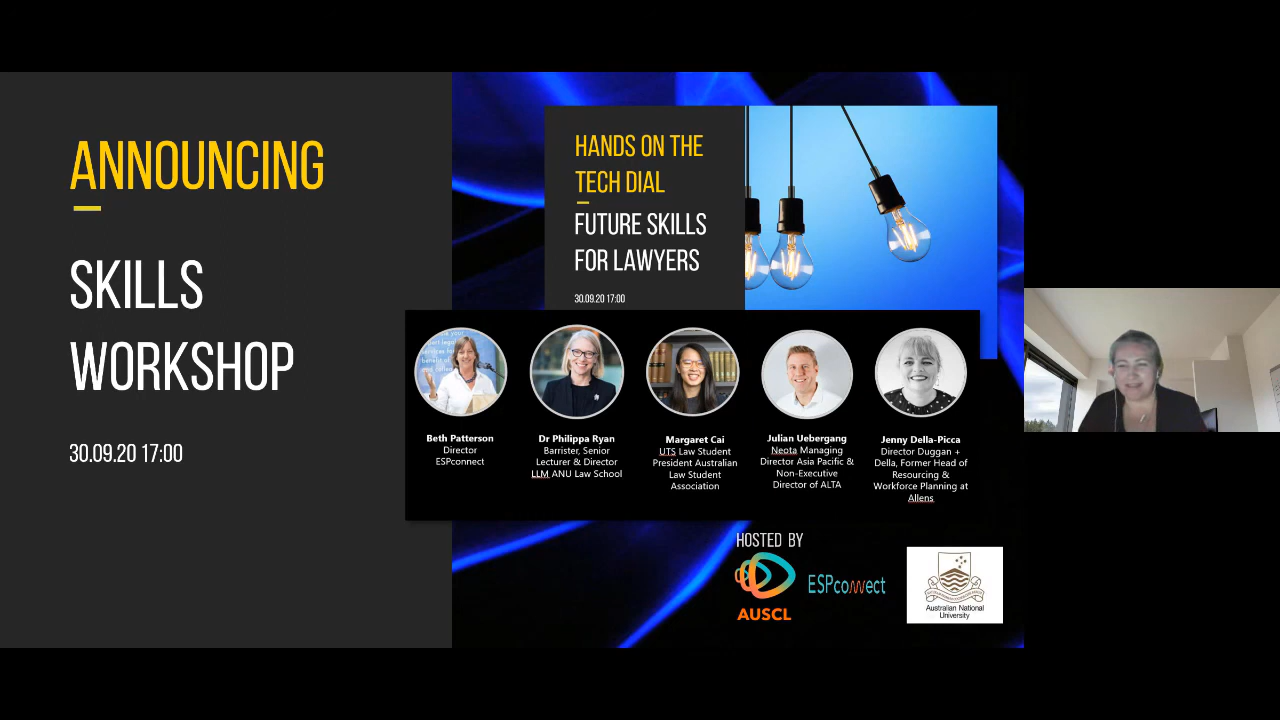 ANNOUNCING
SKILLS
WORKSHOP
30.09.20 17:00
HANDS ON THE
TECH DIAL
FUTURE SKILLS
FOR LAWYERS
30.09.20 17:00
Beth Patterson
Director
ESPconnect
Dr Philippa Ryan
Barrister, Senior
Lecturer & Director
LLM ANU Law School
Margaret Cai
UTS Law Student
President Australian
Law Student
Association
Julian Uebergang
Neota Managing
Director Asia Pacific &
Non-Executive
Director of ALTA
Jenny Della-Picca
Director Duggan +
Della, Former Head of
Resourcing &
Workforce Planning at
Allens
HOSTED BY
AUSCL
ESPconnect
Australian National
University